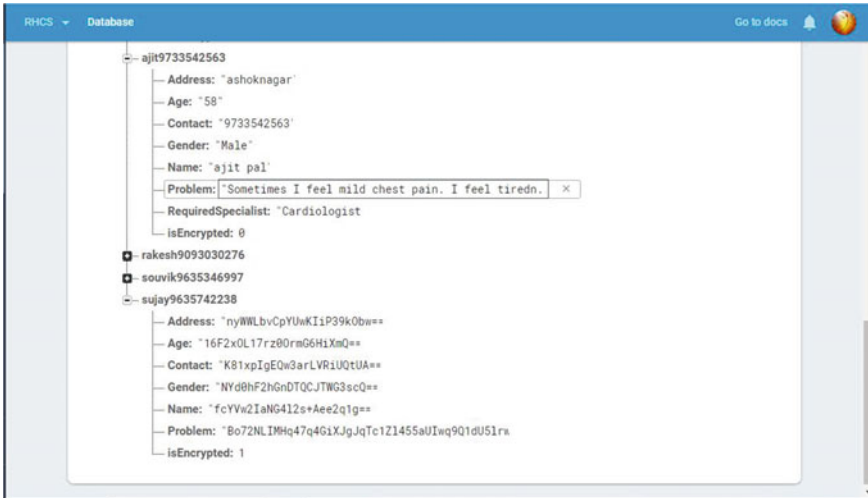 RHCS Database Go to docs
ajit9733542563
Address: "ashoknagar'
Age: "58"
Contact: "9733542563'
Gender: "Male"
Name: "ajit pal'
Problem: "Sometimes I feel mild chest pain. I feel tiredn. ×
RequiredSpecialist: "Cardiologist
isEncrypted: 0
rakesh9093030276
souvik9635346997
sujay9635742238
Address: "nyWWLbvCpYUwKIiP39kObw==
Age: "16F2xOL17rz0OrmG6HiXmQ==
Contact: "K81xpIgEQw3arLVRiUQtUA==
Gender: "NYd0hF2hGnDTQCJTWG3scQ==
Name: "fcYVw2IaNG4l2s+Aee2q1g==
Problem: "Bo72NLIMHq47q4GiXJgJqTc1Zl455aUIwq9Q1dU5lrw
isEncrypted: 1